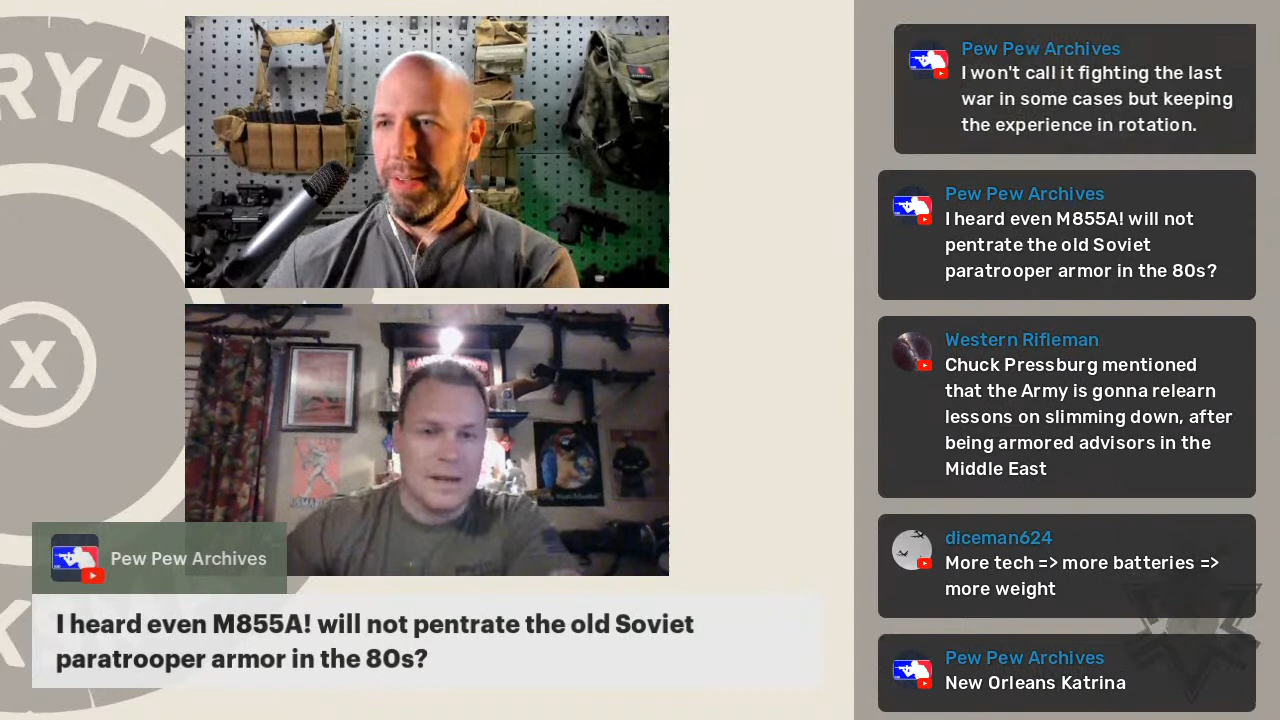 RYDA
X
K
Pew Pew Archives
I heard even M855A! will not pentrate the old Soviet
paratrooper armor in the 80s?
Pew Pew Archives
I won't call it fighting the last
war in some cases but keeping
the experience in rotation.
Pew Pew Archives
I heard even M855A! will not
pentrate the old Soviet
paratrooper armor in the 80s?
Western Rifleman
Chuck Pressburg mentioned
that the Army is gonna relearn
lessons on slimming down, after
being armored advisors in the
Middle East
diceman624
More tech => more batteries =>
more weight
Pew Pew Archives
New Orleans Katrina